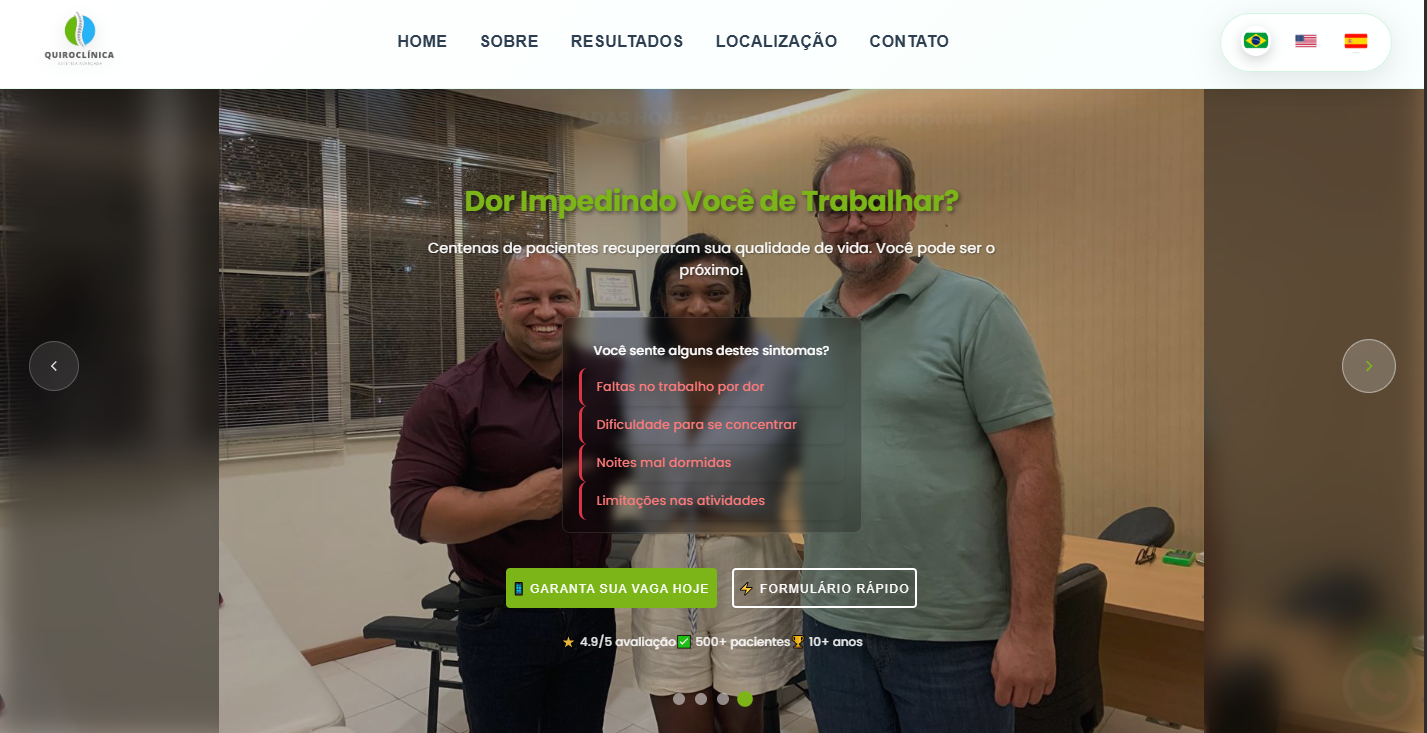 QUIROCLÍNICA
HOME
SOBRE
RESULTADOS
LOCALIZAÇÃO
CONTATO
Dor Impedindo Você de Trabalhar?
Centenas de pacientes recuperaram sua qualidade de vida. Você pode ser o
próximo!
Você sente alguns destes sintomas?
Faltas no trabalho por dor
Dificuldade para se concentrar
Noites mal dormidas
Limitações nas atividades
GARANTA SUA VAGA HOJE
FORMULÁRIO RÁPIDO
4.9/5 avaliação
500+ pacientes
10+ anos